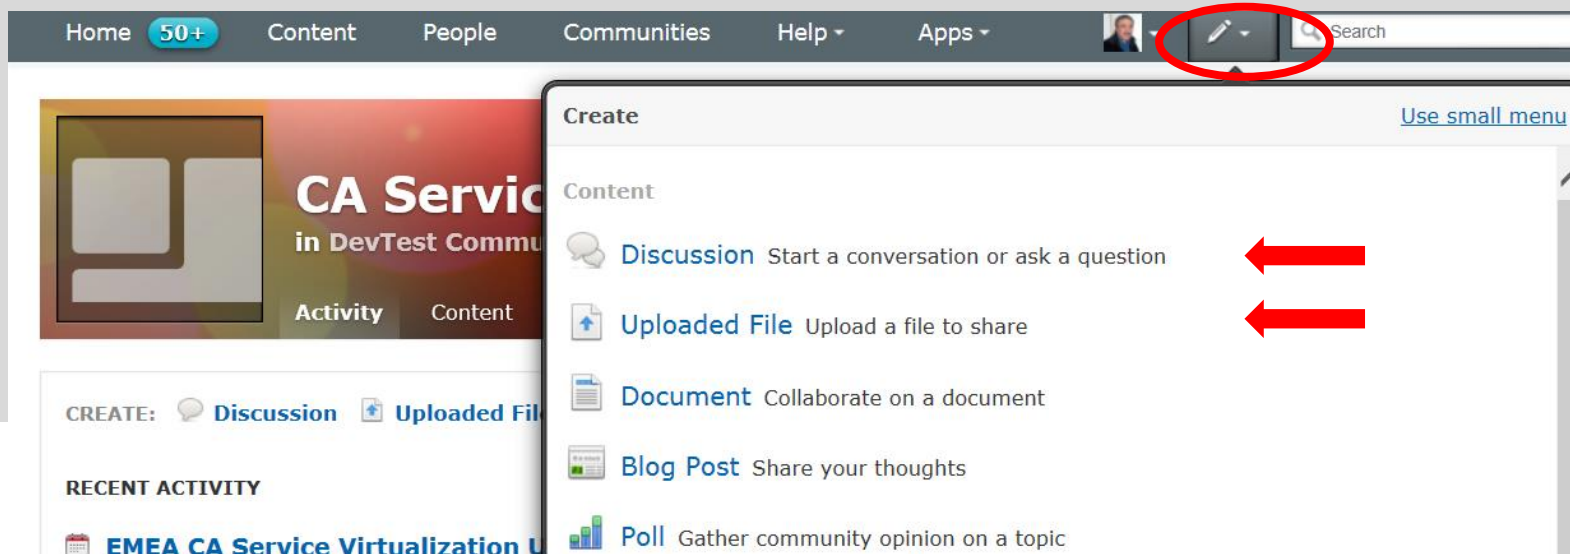 Home 50+ Content People Communities Help Apps Search
Create Use small menu
Content
Discussion Start a conversation or ask a question
Uploaded File Upload a file to share
Document Collaborate on a document
Blog Post Share your thoughts
Poll Gather community opinion on a topic
CA Servic
in DevTest Commu
Activity Content
CREATE: Discussion Uploaded Fil
RECENT ACTIVITY
EMEA CA Service Virtualization U